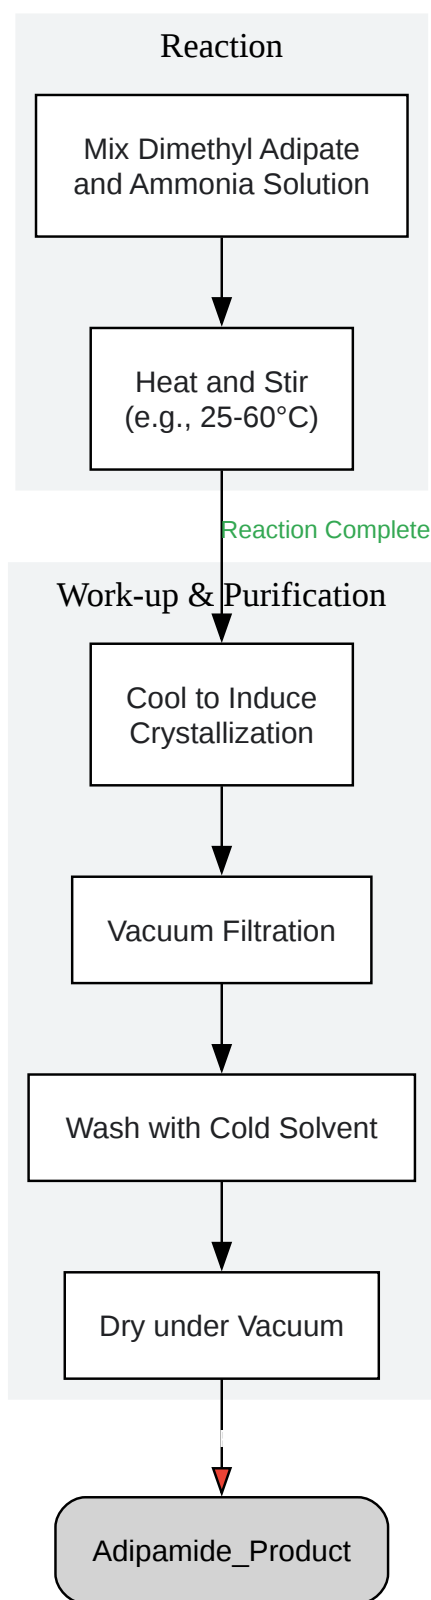 Reaction
Mix Dimethyl Adipate
and Ammonia Solution
Heat and Stir
(e.g., 25-60°C)
Reaction Complete
Work-up & Purification
Cool to Induce
Crystallization
Vacuum Filtration
Wash with Cold Solvent
Dry under Vacuum
Adipamide_Product